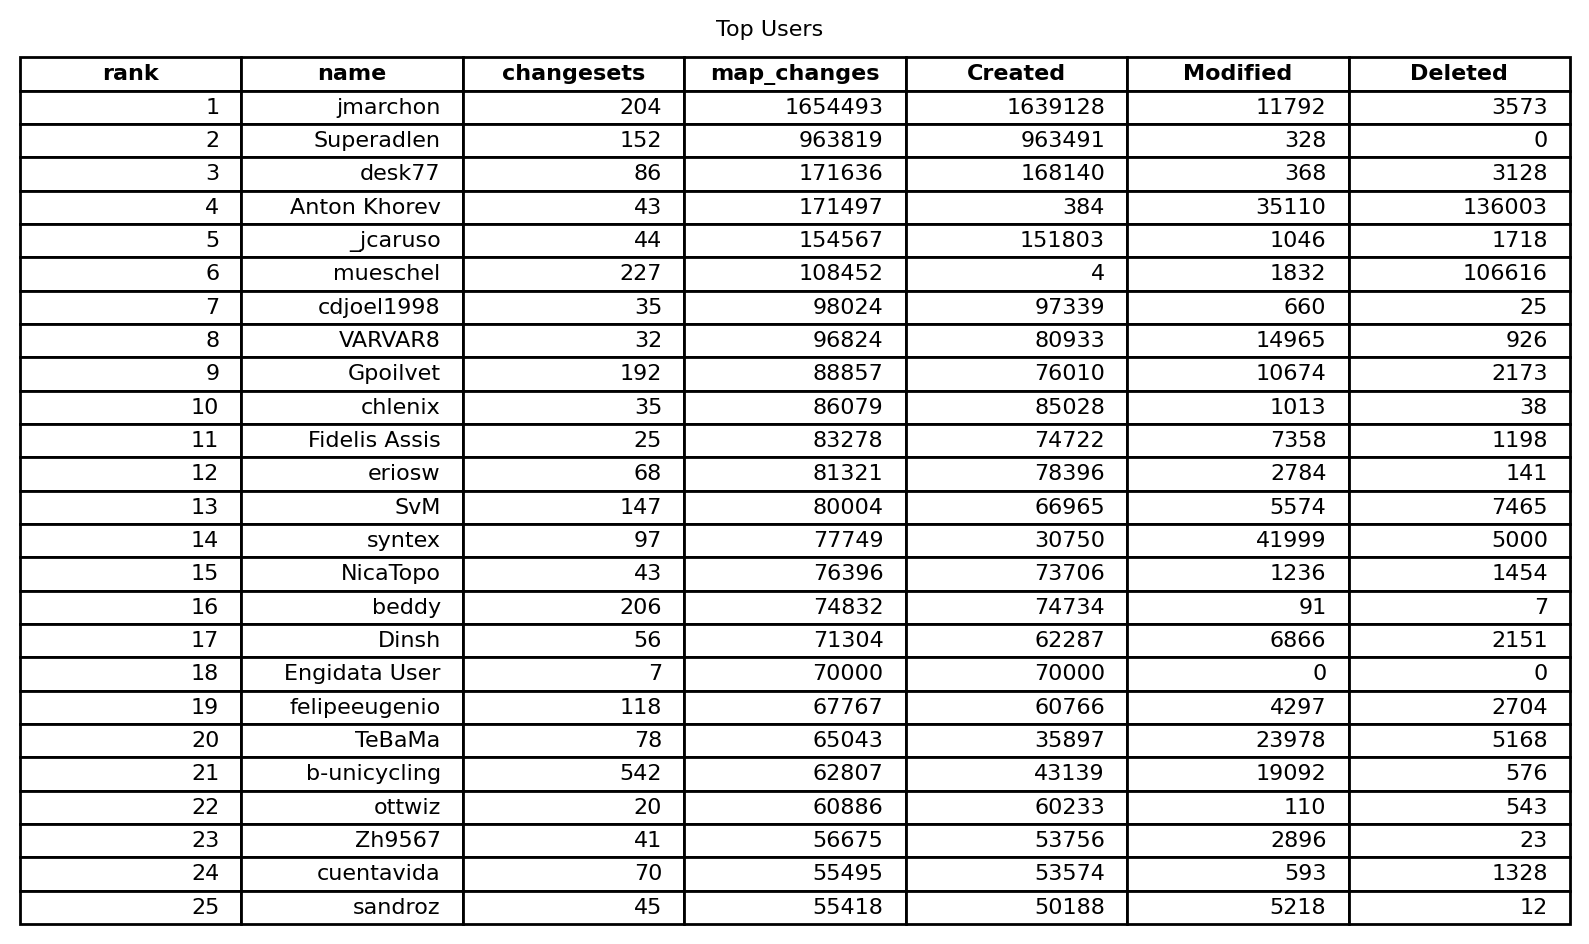 Top Users
rank name changesets map_changes Created Modified Deleted
1 jmarchon 204 1654493 1639128 11792 3573
2 Superadlen 152 963819 963491 328 0
3 desk77 86 171636 168140 368 3128
4 Anton Khorev 43 171497 384 35110 136003
5 _jcaruso 44 154567 151803 1046 1718
6 mueschel 227 108452 4 1832 106616
7 cdjoel1998 35 98024 97339 660 25
8 VARVAR8 32 96824 80933 14965 926
9 Gpoilvet 192 88857 76010 10674 2173
10 chlenix 35 86079 85028 1013 38
11 Fidelis Assis 25 83278 74722 7358 1198
12 eriosw 68 81321 78396 2784 141
13 SvM 147 80004 66965 5574 7465
14 syntex 97 77749 30750 41999 5000
15 NicaTopo 43 76396 73706 1236 1454
16 beddy 206 74832 74734 91 7
17 Dinsh 56 71304 62287 6866 2151
18 Engidata User 7 70000 70000 0 0
19 felipeeugenio 118 67767 60766 4297 2704
20 TeBaMa 78 65043 35897 23978 5168
21 b-unicycling 542 62807 43139 19092 576
22 ottwiz 20 60886 60233 110 543
23 Zh9567 41 56675 53756 2896 23
24 cuentavida 70 55495 53574 593 1328
25 sandroz 45 55418 50188 5218 12